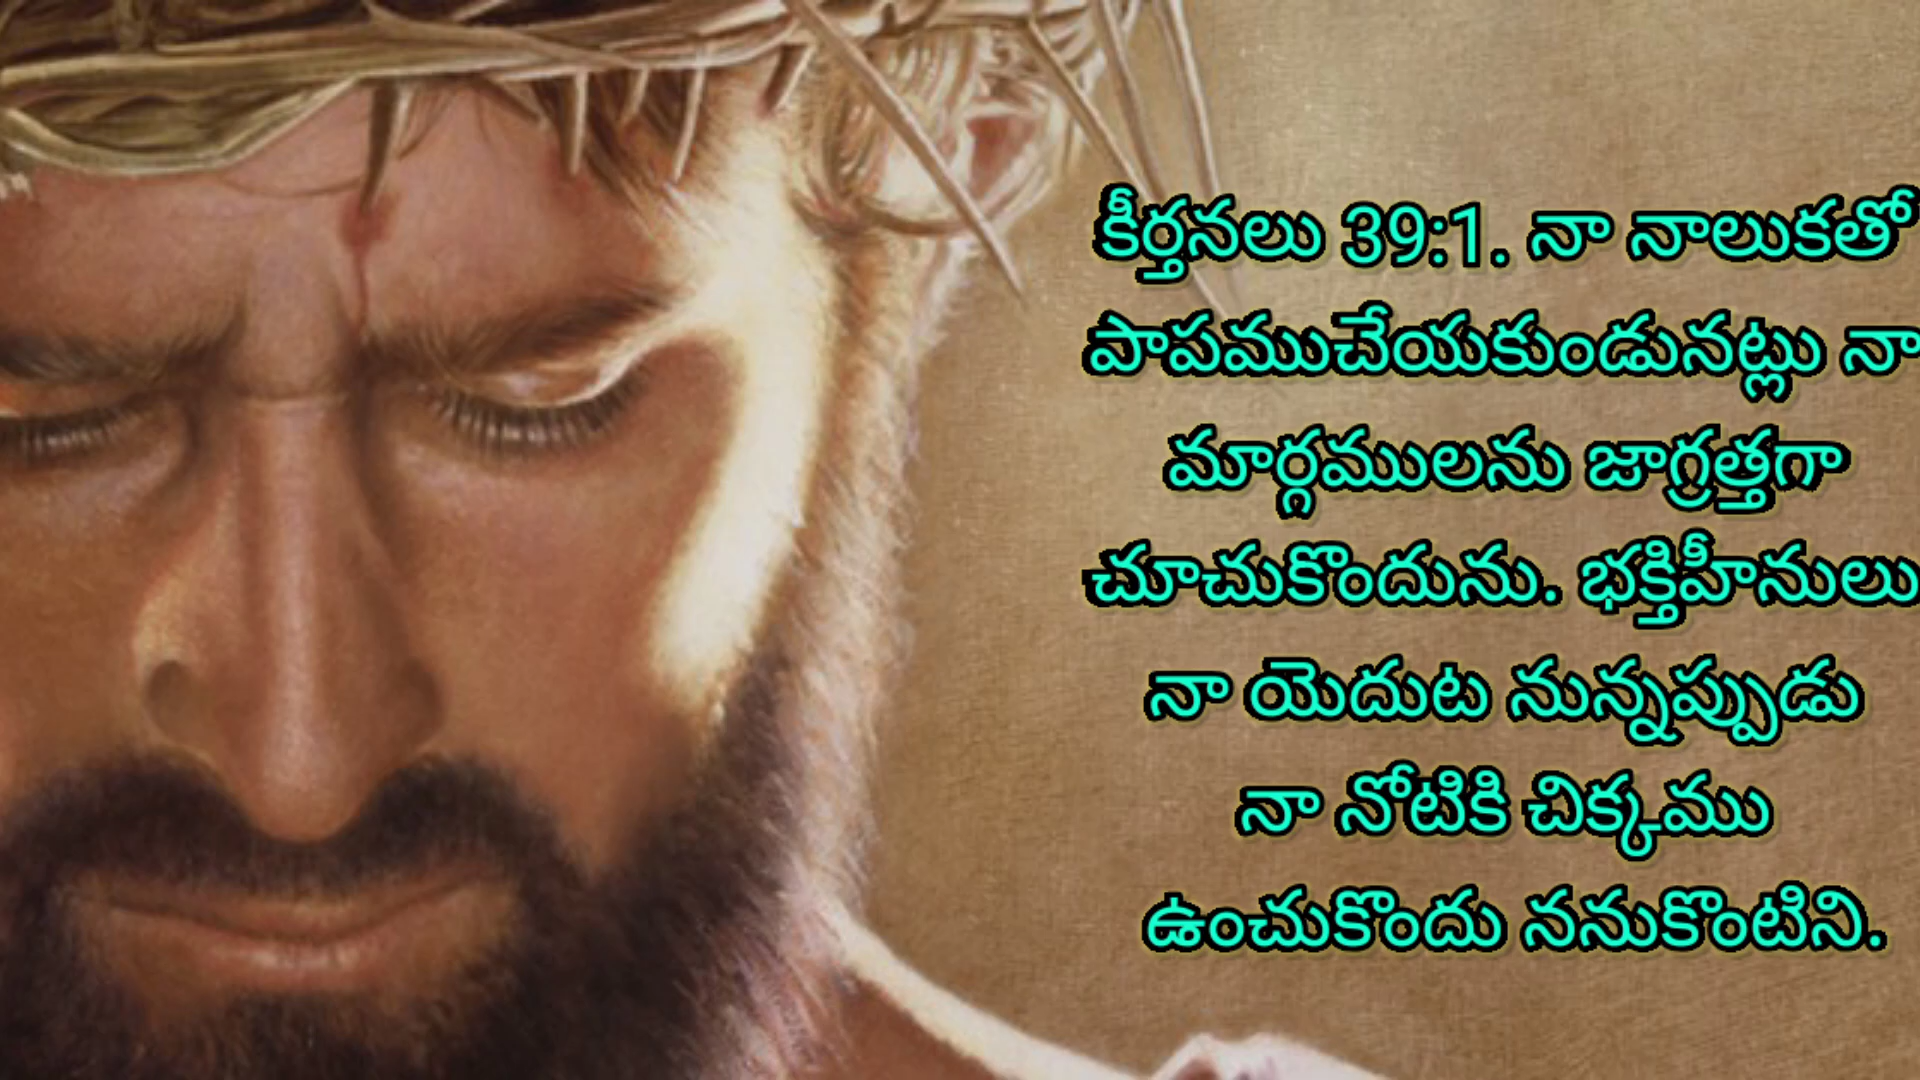 కీర్తనలు 39:1. నా నాలుకతో
పాపముచేయకుండునట్లు నా
మార్గములను జాగ్రత్తగా
చూచుకొందును. భక్తిహీనులు
నా యెదుట నున్నప్పుడు
నా నోటికి చిక్కము
ఉంచుకొందు ననుకొంటిని.